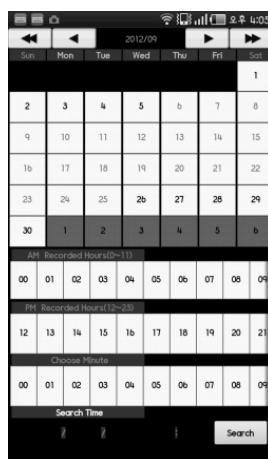 오후 4:05
2012/09
Sun Mon Tue Wed Thu Fri Sat
1
2 3 4 5 6 7 8
9 10 11 12 13 14 15
16 17 18 19 20 21 22
23 24 25 26 27 28 29
30 1 2 3 4 5 6
AM Recorded Hours(0~11)
00 01 02 03 04 05 06 07 08 09
PM Recorded Hours(12~23)
12 13 14 15 16 17 18 19 20 21
Choose Minute
00 01 02 03 04 05 06 07 08 09
Search Time
Search